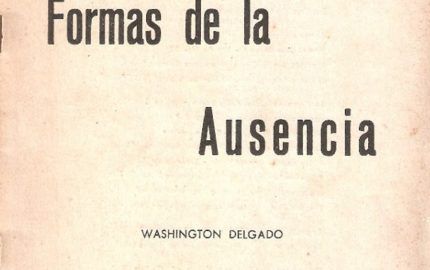 Formas de la
Ausencia
WASHINGTON DELGADO